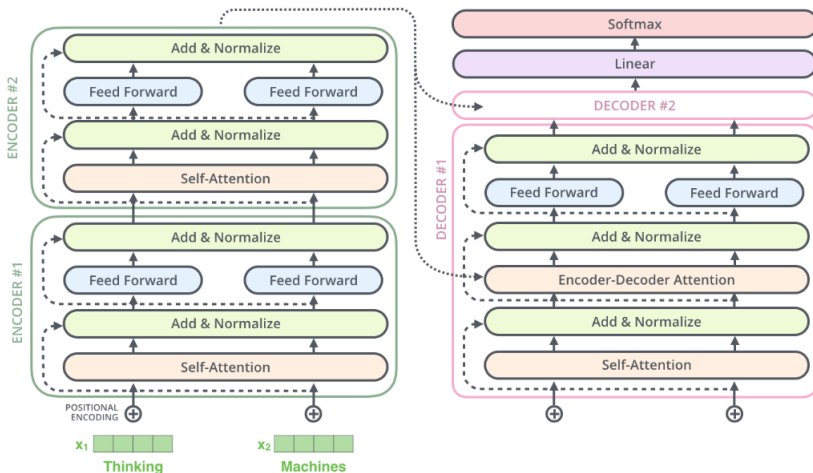 ENCODER #2
Add & Normalize
Feed Forward
Feed Forward
Add & Normalize
Self-Attention
ENCODER #1
Add & Normalize
Feed Forward
Feed Forward
Add & Normalize
Self-Attention
POSITIONAL
ENCODING
x₁
x₂
Thinking
Machines
Softmax
Linear
DECODER #2
DECODER #1
Add & Normalize
Feed Forward
Feed Forward
Add & Normalize
Encoder-Decoder Attention
Add & Normalize
Self-Attention